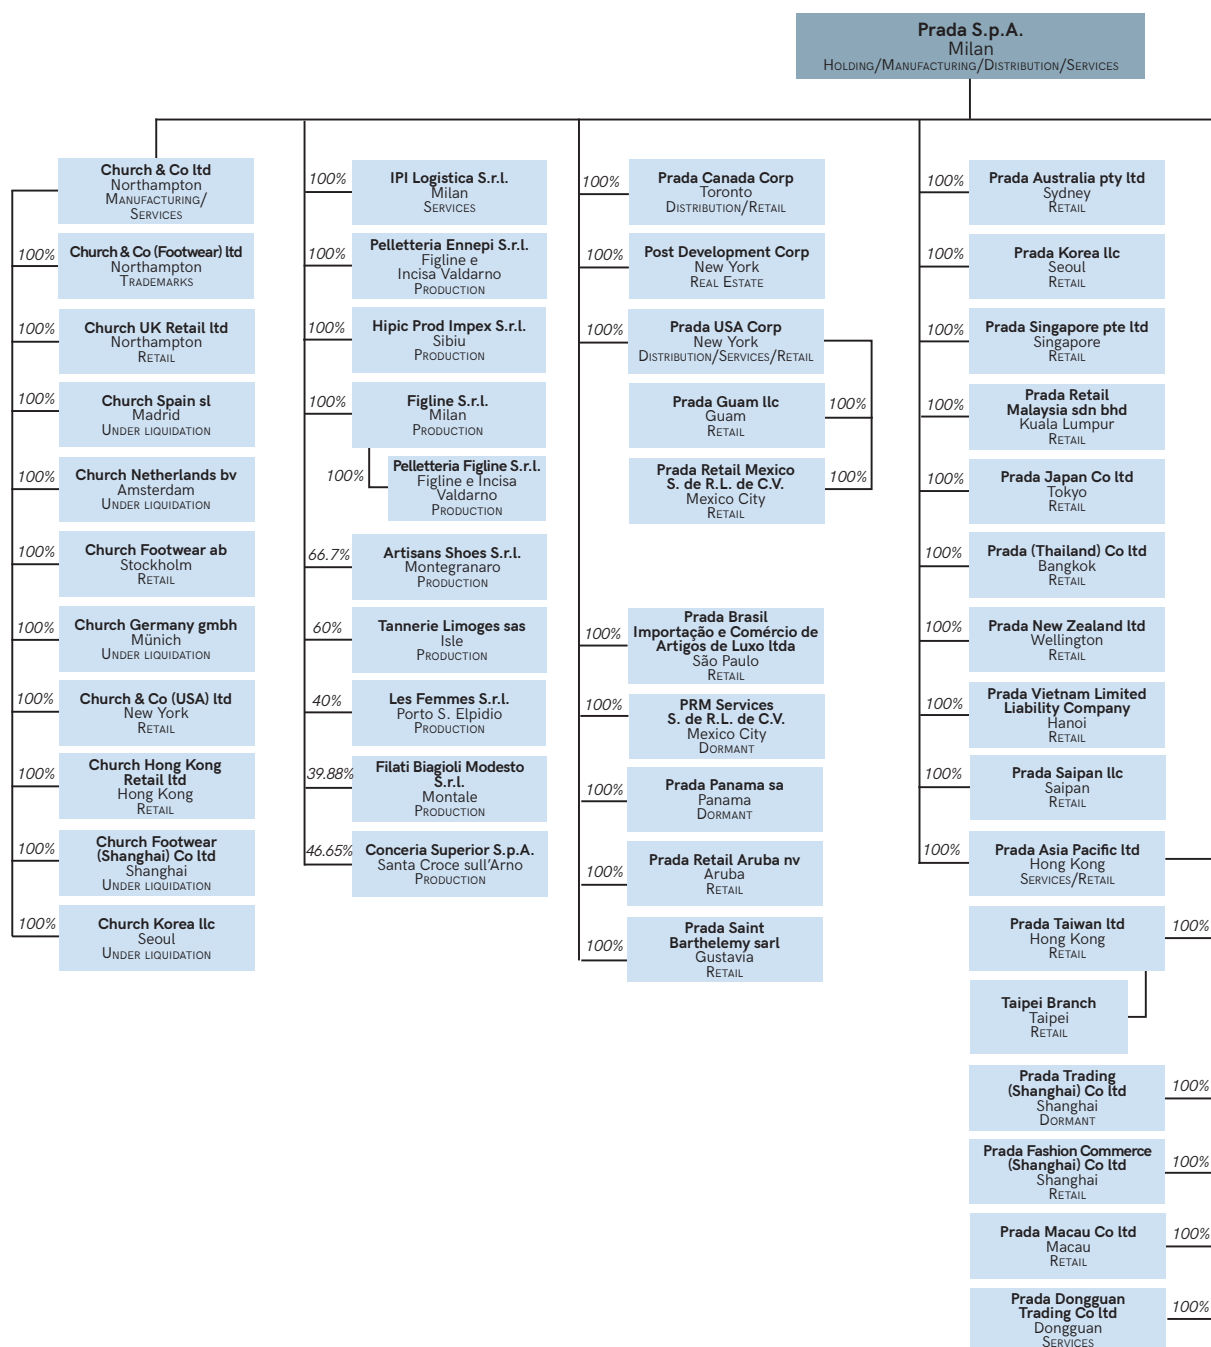 Prada S.p.A.
Milan
Holding/Manufacturing/Distribution/Services
Church & Co ltd
Northampton
Manufacturing/
Services
100%
Church & Co (Footwear) ltd
Northampton
Trademarks
100%
Church UK Retail ltd
Northampton
Retail
100%
Church Spain sl
Madrid
Under liquidation
100%
Church Netherlands bv
Amsterdam
Under liquidation
100%
Church Footwear ab
Stockholm
Retail
100%
Church Germany gmbh
Münich
Under liquidation
100%
Church & Co (USA) ltd
New York
Retail
100%
Church Hong Kong
Retail ltd
Hong Kong
Retail
100%
Church Footwear
(Shanghai) Co ltd
Shanghai
Under liquidation
100%
Church Korea llc
Seoul
Under liquidation
100%
IPI Logistica S.r.l.
Milan
Services
100%
Pelletteria Ennepi S.r.l.
Figline e
Incisa Valdarno
Production
100%
Hipic Prod Impex S.r.l.
Sibiu
Production
100%
Figline S.r.l.
Milan
Production
100%
Pelletteria Figline S.r.l.
Figline e Incisa
Valdarno
Production
66.7%
Artisans Shoes S.r.l.
Montegranaro
Production
60%
Tannerie Limoges sas
Isle
Production
40%
Les Femmes S.r.l.
Porto S. Elpidio
Production
39.88%
Filati Biagioli Modesto
S.r.l.
Montale
Production
46.65%
Conceria Superior S.p.A.
Santa Croce sull'Arno
Production
100%
Prada Canada Corp
Toronto
Distribution/Retail
100%
Post Development Corp
New York
Real Estate
100%
Prada USA Corp
New York
Distribution/Services/Retail
Prada Guam llc
Guam
Retail
100%
Prada Retail Mexico
S. de R.L. de C.V.
Mexico City
Retail
100%
100%
Prada Brasil
Importação e Comércio de
Artigos de Luxo ltda
São Paulo
Retail
100%
PRM Services
S. de R.L. de C.V.
Mexico City
Dormant
100%
Prada Panama sa
Panama
Dormant
100%
Prada Retail Aruba nv
Aruba
Retail
100%
Prada Saint
Barthelemy sarl
Gustavia
Retail
100%
Prada Australia pty ltd
Sydney
Retail
100%
Prada Korea llc
Seoul
Retail
100%
Prada Singapore pte ltd
Singapore
Retail
100%
Prada Retail
Malaysia sdn bhd
Kuala Lumpur
Retail
100%
Prada Japan Co ltd
Tokyo
Retail
100%
Prada (Thailand) Co ltd
Bangkok
Retail
100%
Prada New Zealand ltd
Wellington
Retail
100%
Prada Vietnam Limited
Liability Company
Hanoi
Retail
100%
Prada Saipan llc
Saipan
Retail
100%
Prada Asia Pacific ltd
Hong Kong
Services/Retail
Prada Taiwan ltd
Hong Kong
Retail
100%
Taipei Branch
Taipei
Retail
Prada Trading
(Shanghai) Co ltd
Shanghai
Dormant
100%
Prada Fashion Commerce
(Shanghai) Co ltd
Shanghai
Retail
100%
Prada Macau Co ltd
Macau
Retail
100%
Prada Dongguan
Trading Co ltd
Dongguan
Services
100%